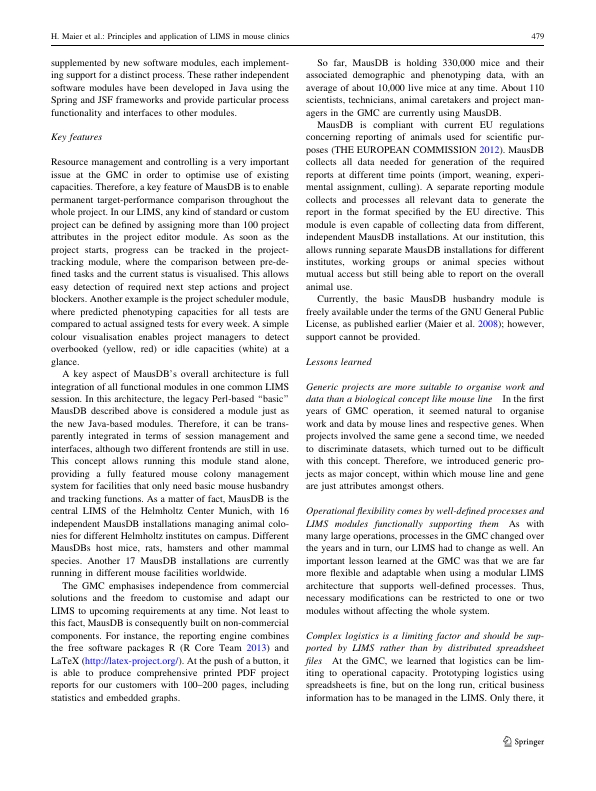 H. Maier et al.: Principles and application of LIMS in mouse clinics 479
supplemented by new software modules, each implement-
ing support for a distinct process. These rather independent
software modules have been developed in Java using the
Spring and JSF frameworks and provide particular process
functionality and interfaces to other modules.
Key features
Resource management and controlling is a very important
issue at the GMC in order to optimise use of existing
capacities. Therefore, a key feature of MausDB is to enable
permanent target-performance comparison throughout the
whole project. In our LIMS, any kind of standard or custom
project can be defined by assigning more than 100 project
attributes in the project editor module. As soon as the
project starts, progress can be tracked in the project-
tracking module, where the comparison between pre-de-
fined tasks and the current status is visualised. This allows
easy detection of required next step actions and project
blockers. Another example is the project scheduler module,
where predicted phenotyping capacities for all tests are
compared to actual assigned tests for every week. A simple
colour visualisation enables project managers to detect
overbooked (yellow, red) or idle capacities (white) at a
glance.
A key aspect of MausDB's overall architecture is full
integration of all functional modules in one common LIMS
session. In this architecture, the legacy Perl-based "basic"
MausDB described above is considered a module just as
the new Java-based modules. Therefore, it can be trans-
parently integrated in terms of session management and
interfaces, although two different frontends are still in use.
This concept allows running this module stand alone,
providing a fully featured mouse colony management
system for facilities that only need basic mouse husbandry
and tracking functions. As a matter of fact, MausDB is the
central LIMS of the Helmholtz Center Munich, with 16
independent MausDB installations managing animal colo-
nies for different Helmholtz institutes on campus. Different
MausDBs host mice, rats, hamsters and other mammal
species. Another 17 MausDB installations are currently
running in different mouse facilities worldwide.
The GMC emphasises independence from commercial
solutions and the freedom to customise and adapt our
LIMS to upcoming requirements at any time. Not least to
this fact, MausDB is consequently built on non-commercial
components. For instance, the reporting engine combines
the free software packages R (R Core Team 2013) and
LaTeX (http://latex-project.org/). At the push of a button, it
is able to produce comprehensive printed PDF project
reports for our customers with 100–200 pages, including
statistics and embedded graphs.
So far, MausDB is holding 330,000 mice and their
associated demographic and phenotyping data, with an
average of about 10,000 live mice at any time. About 110
scientists, technicians, animal caretakers and project man-
agers in the GMC are currently using MausDB.
MausDB is compliant with current EU regulations
concerning reporting of animals used for scientific pur-
poses (THE EUROPEAN COMMISSION 2012). MausDB
collects all data needed for generation of the required
reports at different time points (import, weaning, experi-
mental assignment, culling). A separate reporting module
collects and processes all relevant data to generate the
report in the format specified by the EU directive. This
module is even capable of collecting data from different,
independent MausDB installations. At our institution, this
allows running separate MausDB installations for different
institutes, working groups or animal species without
mutual access but still being able to report on the overall
animal use.
Currently, the basic MausDB husbandry module is
freely available under the terms of the GNU General Public
License, as published earlier (Maier et al. 2008); however,
support cannot be provided.
Lessons learned
Generic projects are more suitable to organise work and
data than a biological concept like mouse line In the first
years of GMC operation, it seemed natural to organise
work and data by mouse lines and respective genes. When
projects involved the same gene a second time, we needed
to discriminate datasets, which turned out to be difficult
with this concept. Therefore, we introduced generic pro-
jects as major concept, within which mouse line and gene
are just attributes amongst others.
Operational flexibility comes by well-defined processes and
LIMS modules functionally supporting them As with
many large operations, processes in the GMC changed over
the years and in turn, our LIMS had to change as well. An
important lesson learned at the GMC was that we are far
more flexible and adaptable when using a modular LIMS
architecture that supports well-defined processes. Thus,
necessary modifications can be restricted to one or two
modules without affecting the whole system.
Complex logistics is a limiting factor and should be sup-
ported by LIMS rather than by distributed spreadsheet
files At the GMC, we learned that logistics can be lim-
iting to operational capacity. Prototyping logistics using
spreadsheets is fine, but on the long run, critical business
information has to be managed in the LIMS. Only there, it
Springer